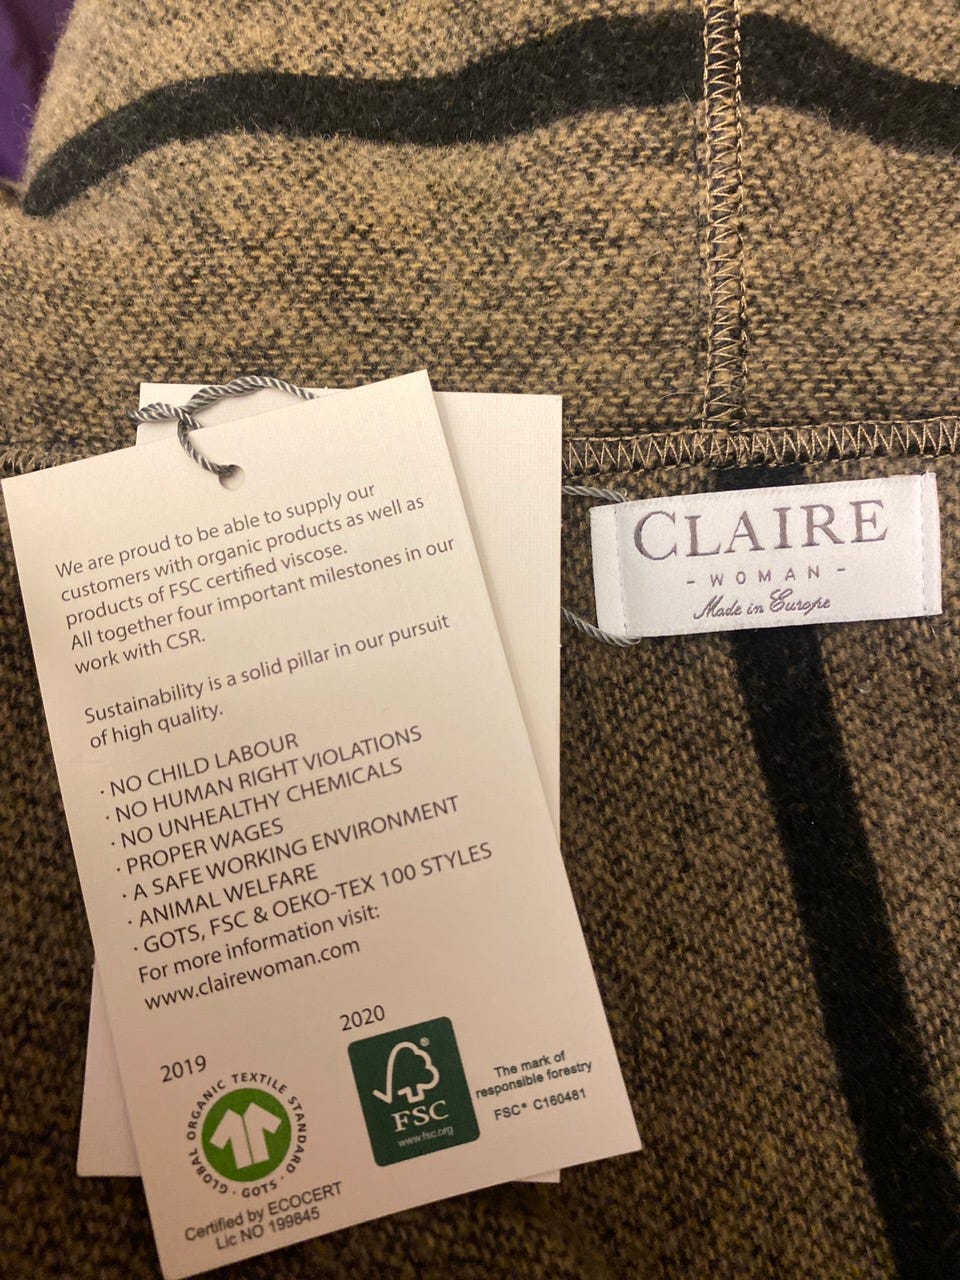 We are proud to be able to supply our
customers with organic products as well as
products of FSC certified viscose.
All together four important milestones in our
work with CSR.
Sustainability is a solid pillar in our pursuit
of high quality.
· NO CHILD LABOUR
· NO HUMAN RIGHT VIOLATIONS
· NO UNHEALTHY CHEMICALS
· PROPER WAGES
· A SAFE WORKING ENVIRONMENT
· ANIMAL WELFARE
· GOTS, FSC & OEKO-TEX 100 STYLES
For more information visit:
www.clairewoman.com
2019
GLOBAL ORGANIC TEXTILE STANDARD · GOTS ·
Certified by ECOCERT
Lic NO 199845
2020
FSC
www.fsc.org
The mark of
responsible forestry
FSC® C160481
CLAIRE
- WOMAN -
Made in Europe